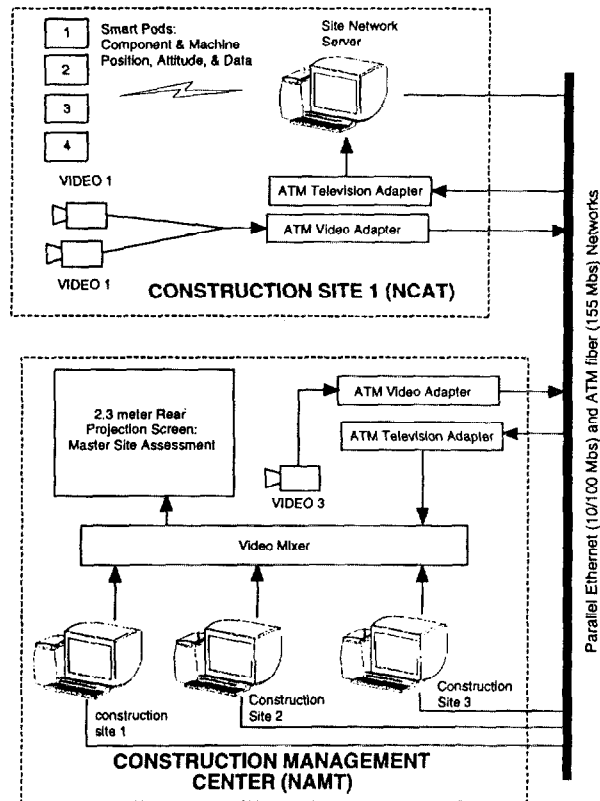 1
2
3
4
Smart Pods:
Component & Machine
Position, Attitude, & Data
Site Network
Server
VIDEO 1
VIDEO 1
ATM Television Adapter
ATM Video Adapter
CONSTRUCTION SITE 1 (NCAT)
2.3 meter Rear
Projection Screen:
Master Site Assessment
ATM Video Adapter
ATM Television Adapter
VIDEO 3
Video Mixer
construction
site 1
Construction
Site 2
Construction
Site 3
CONSTRUCTION MANAGEMENT
CENTER (NAMT)
Parallel Ethernet (10/100 Mbs) and ATM fiber (155 Mbs) Networks